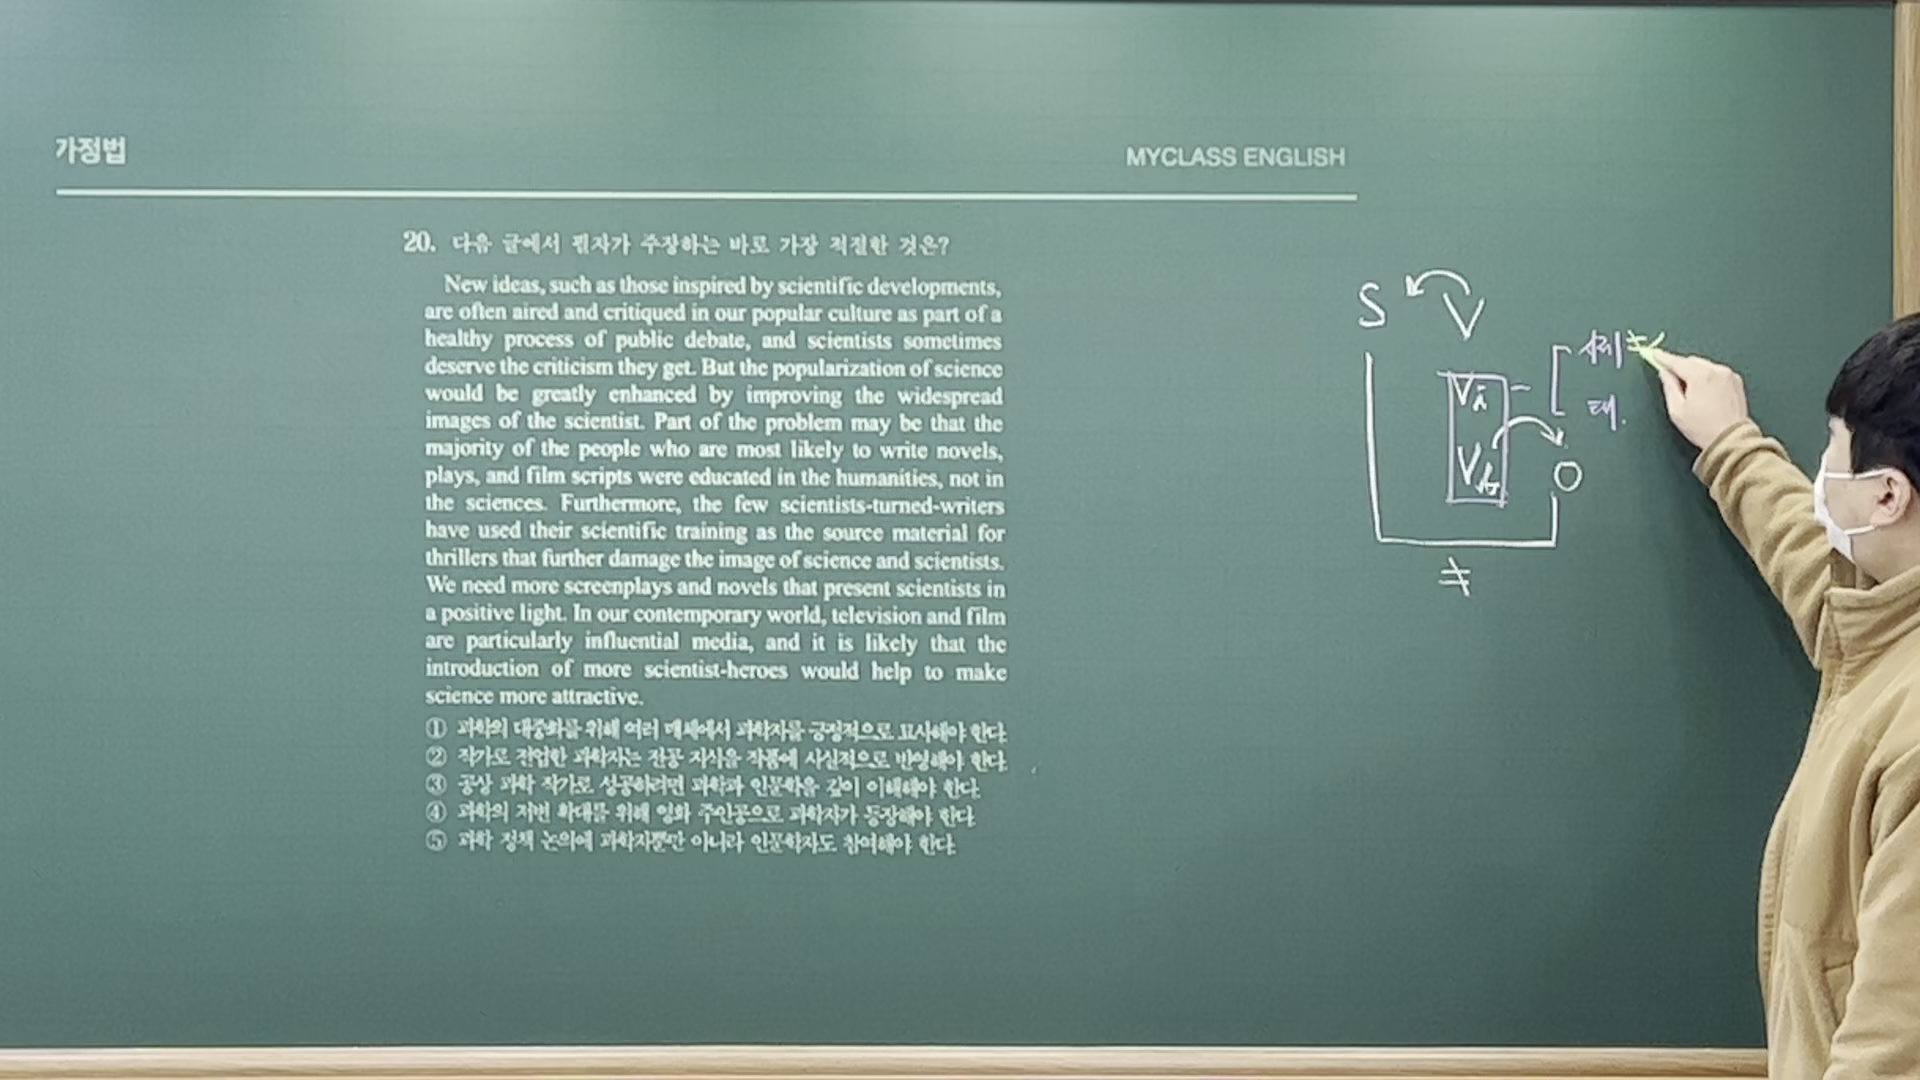 가정법
MYCLASS ENGLISH
20. 다음 글에서 필자가 주장하는 바로 가장 적절한 것은?
New ideas, such as those inspired by scientific developments,
are often aired and critiqued in our popular culture as part of a
healthy process of public debate, and scientists sometimes
deserve the criticism they get. But the popularization of science
would be greatly enhanced by improving the widespread
images of the scientist. Part of the problem may be that the
majority of the people who are most likely to write novels,
plays, and film scripts were educated in the humanities, not in
the sciences. Furthermore, the few scientists-turned-writers
have used their scientific training as the source material for
thrillers that further damage the image of science and scientists.
We need more screenplays and novels that present scientists in
a positive light. In our contemporary world, television and film
are particularly influential media, and it is likely that the
introduction of more scientist-heroes would help to make
science more attractive.
① 과학의 대중화를 위해 여러 매체에서 과학자를 긍정적으로 묘사해야 한다.
② 작가로 전업한 과학자는 전공 지식을 작품에 사실적으로 반영해야 한다.
③ 공상 과학 작가로 성공하려면 과학과 인문학을 깊이 이해해야 한다.
④ 과학의 저변 확대를 위해 영화 주인공으로 과학자가 등장해야 한다.
⑤ 과학 정책 논의에 과학자뿐만 아니라 인문학자도 참여해야 한다.
S V
태.
O
≠